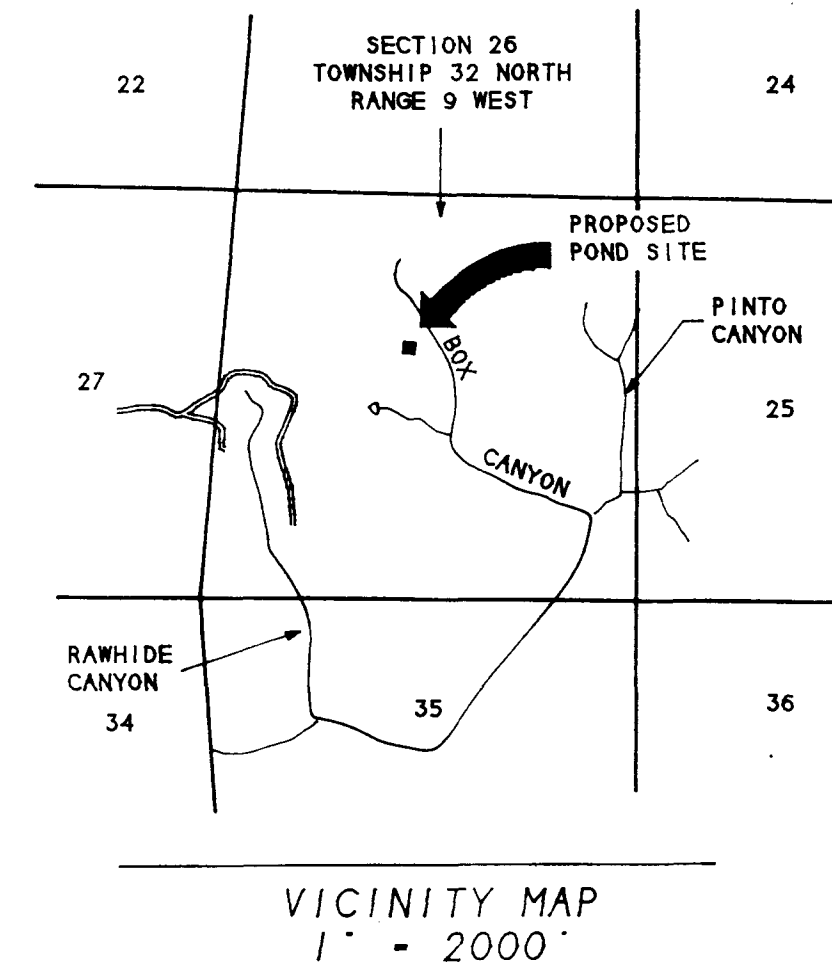 SECTION 26
TOWNSHIP 32 NORTH
RANGE 9 WEST
22
24
PROPOSED
POND SITE
PINTO
CANYON
BOX
27
25
CANYON
RAWHIDE
CANYON
34
35
36
VICINITY MAP
1" = 2000'